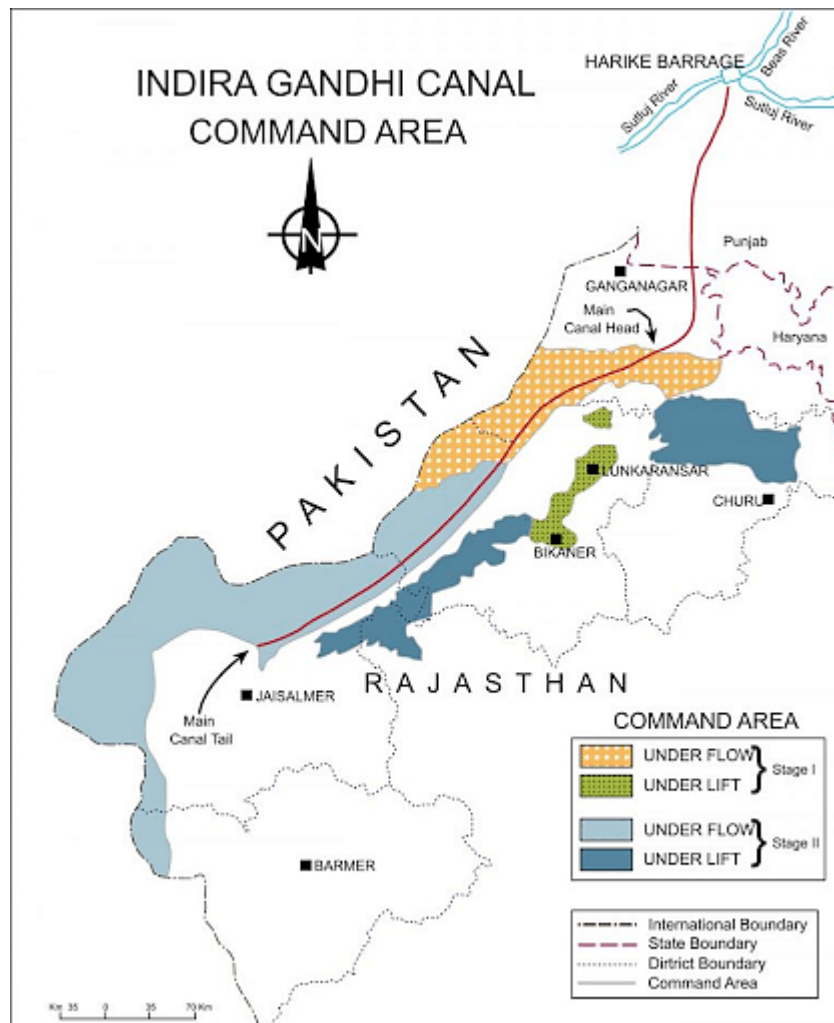 INDIRA GANDHI CANAL
COMMAND AREA
N
HARIKE BARRAGE
Beas River
Sutluj River
Sutluj River
Punjab
GANGANAGAR
Main
Canal Head
Haryana
PAKISTAN
LUNKARANSAR
CHURU
BIKANER
RAJASTHAN
JAISALMER
Main
Canal Tail
BARMER
COMMAND AREA
UNDER FLOW
UNDER LIFT
Stage I
UNDER FLOW
UNDER LIFT
Stage II
International Boundary
State Boundary
Dirtrict Boundary
Command Area
Km 35 0 35 70 Km